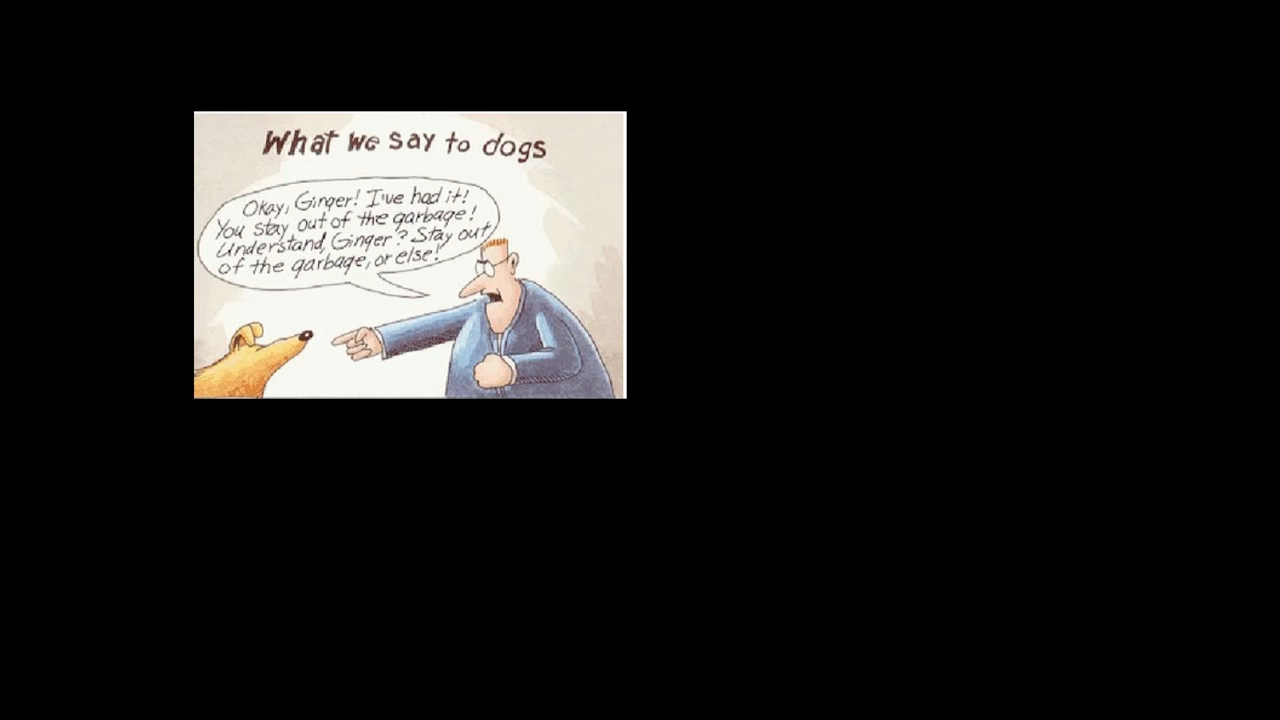 What we say to dogs
Okay, Ginger! I've had it!
You stay out of the garbage!
Understand, Ginger? Stay out
of the garbage, or else!